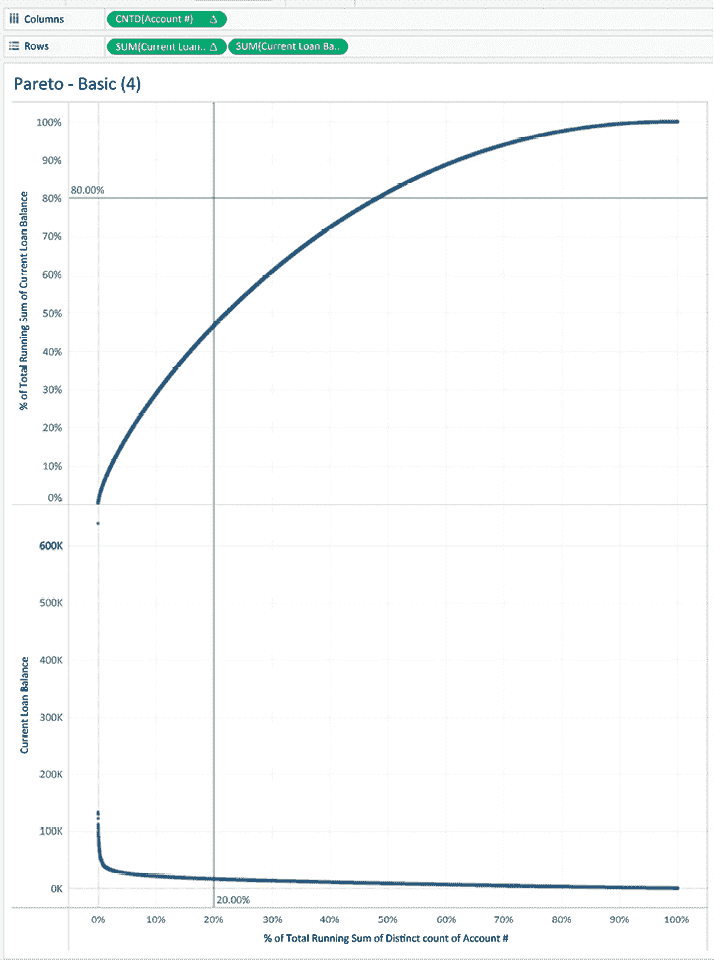 Columns CNTD(Account #)
Rows SUM(Current Loan.. SUM(Current Loan Ba..
Pareto - Basic (4)
% of Total Running Sum of Current Loan Balance
100%
90%
80.00%
80%
70%
60%
50%
40%
30%
20%
10%
0%
Current Loan Balance
600K
500K
400K
300K
200K
100K
0K
20.00%
0% 10% 20% 30% 40% 50% 60% 70% 80% 90% 100%
% of Total Running Sum of Distinct count of Account #